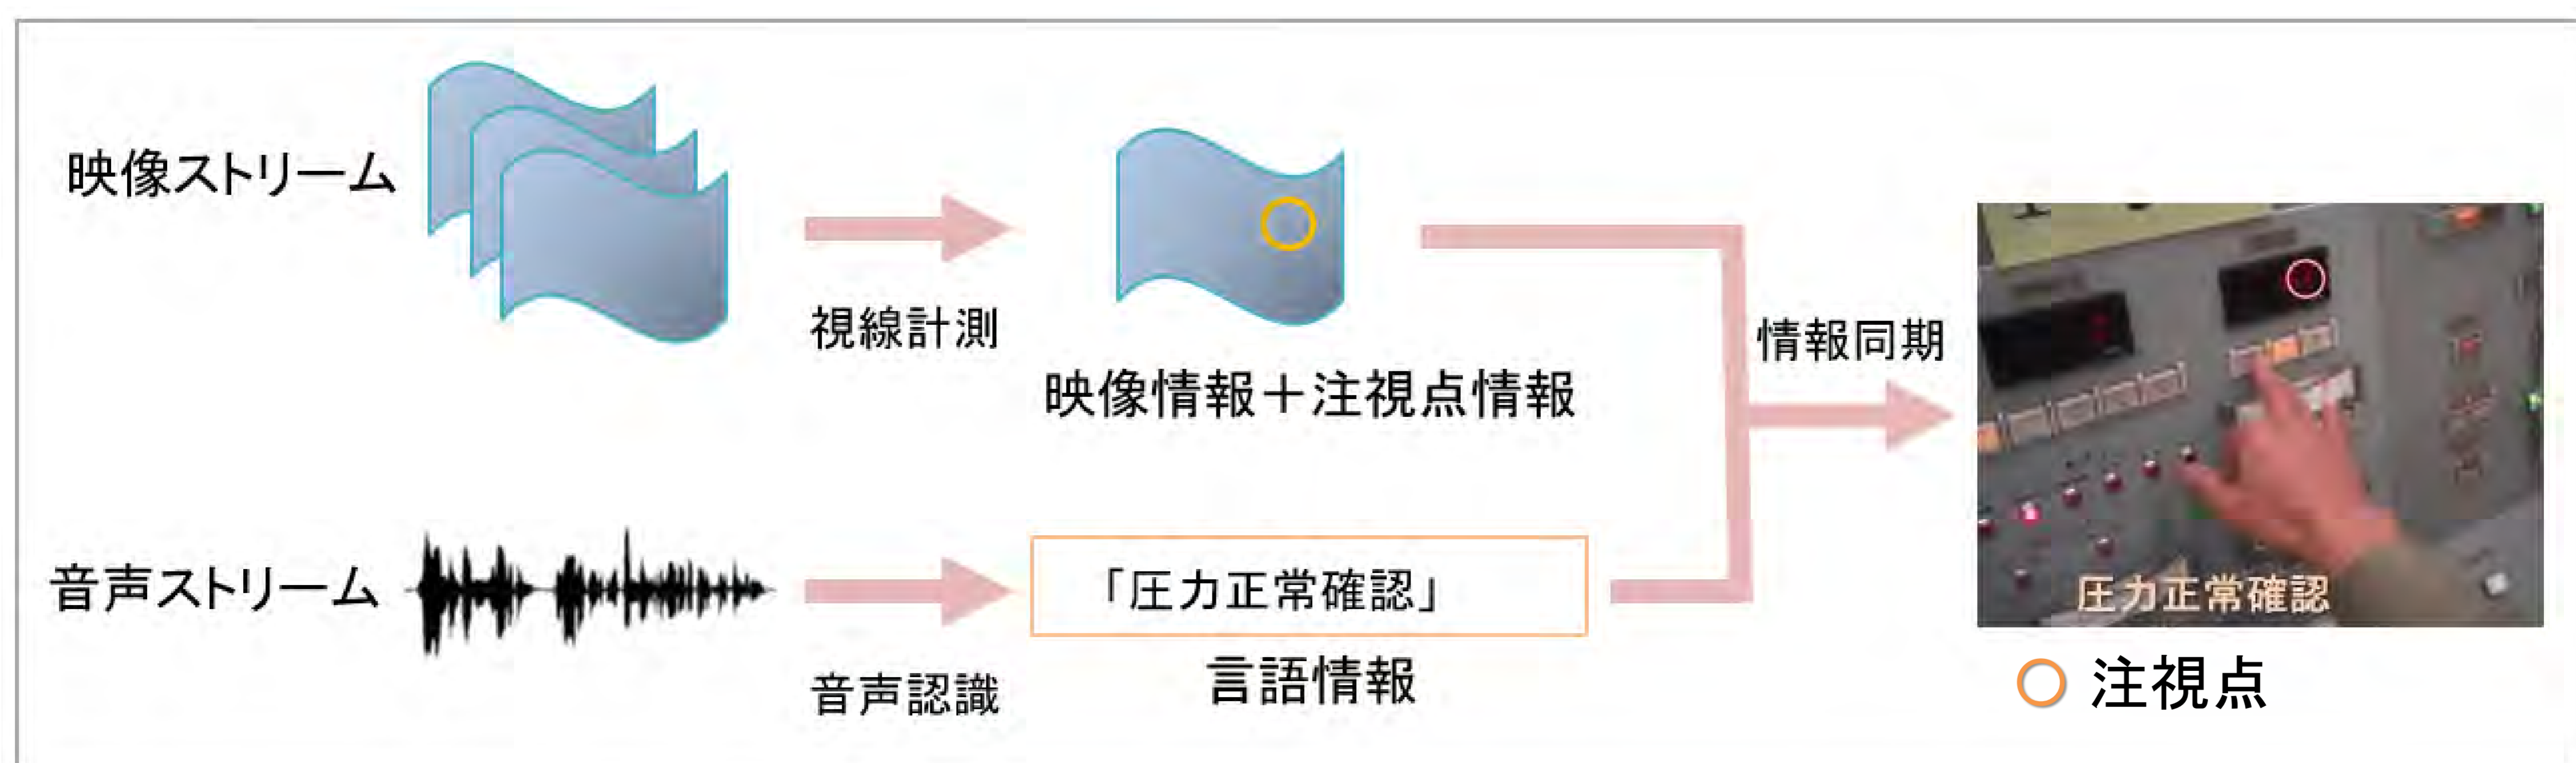 映像ストリーム
視線計測
映像情報＋注視点情報
情報同期
音声ストリーム
音声認識
「圧力正常確認」
言語情報
圧力正常確認
注視点